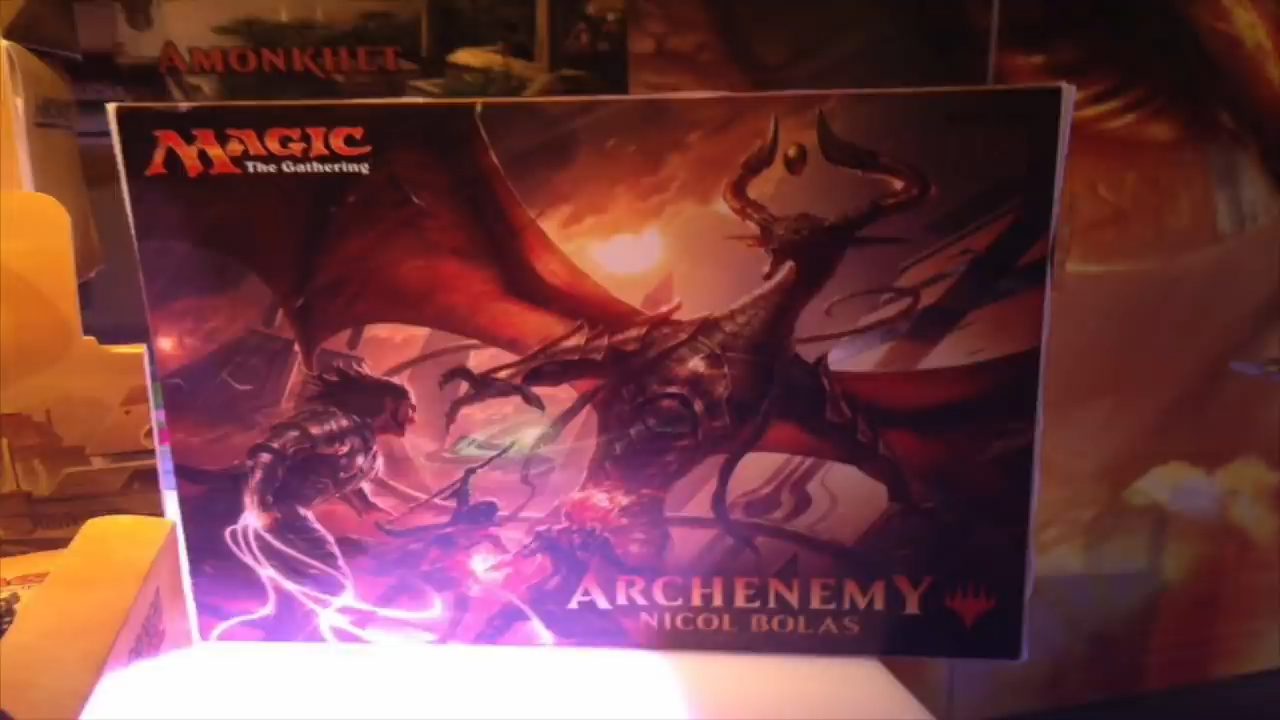 AMONKHET
MAGIC
The Gathering
ARCHENEMY
NICOL BOLAS